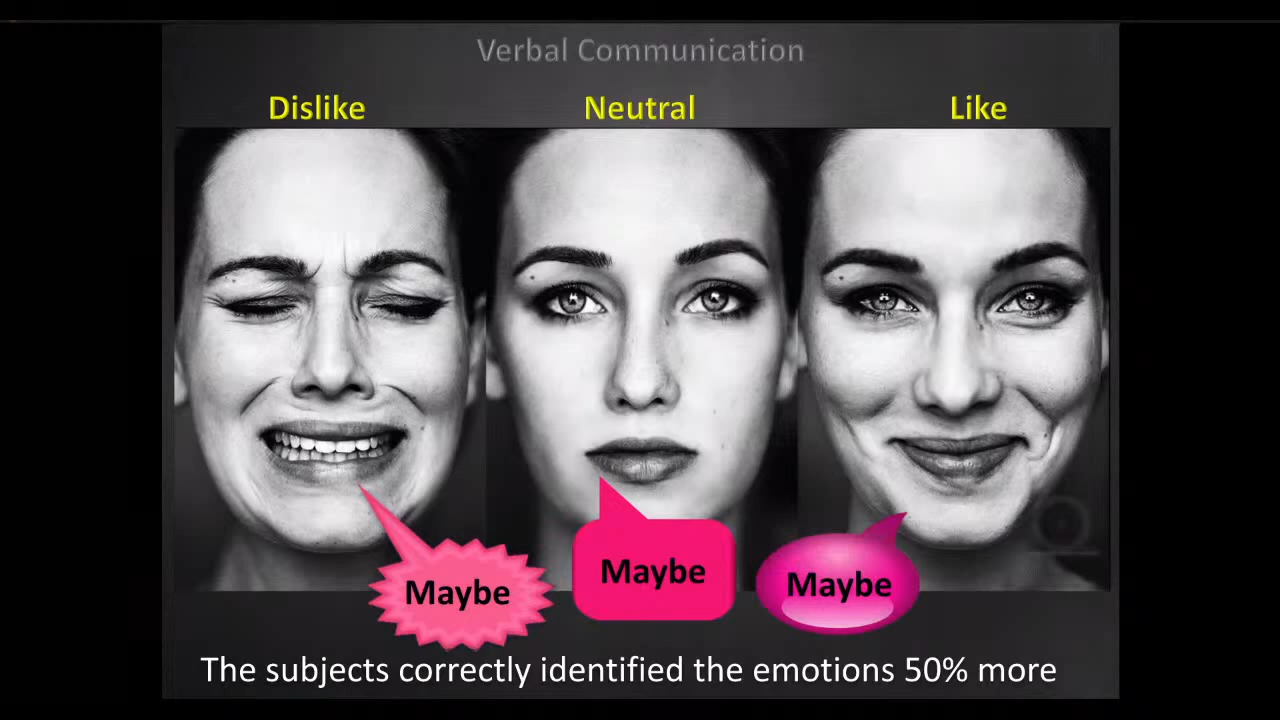 Verbal Communication
Dislike Neutral Like
Maybe Maybe Maybe
The subjects correctly identified the emotions 50% more